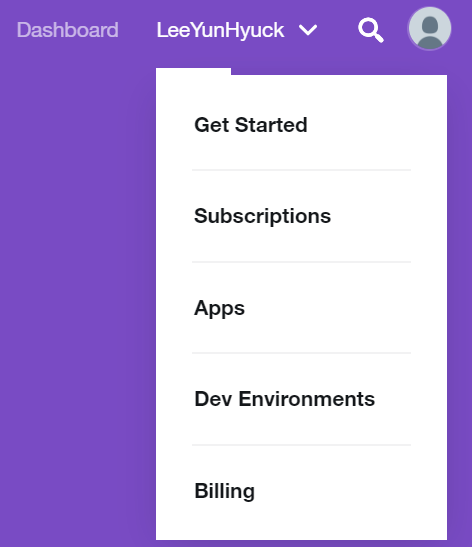 Dashboard LeeYunHyuck
Get Started
Subscriptions
Apps
Dev Environments
Billing